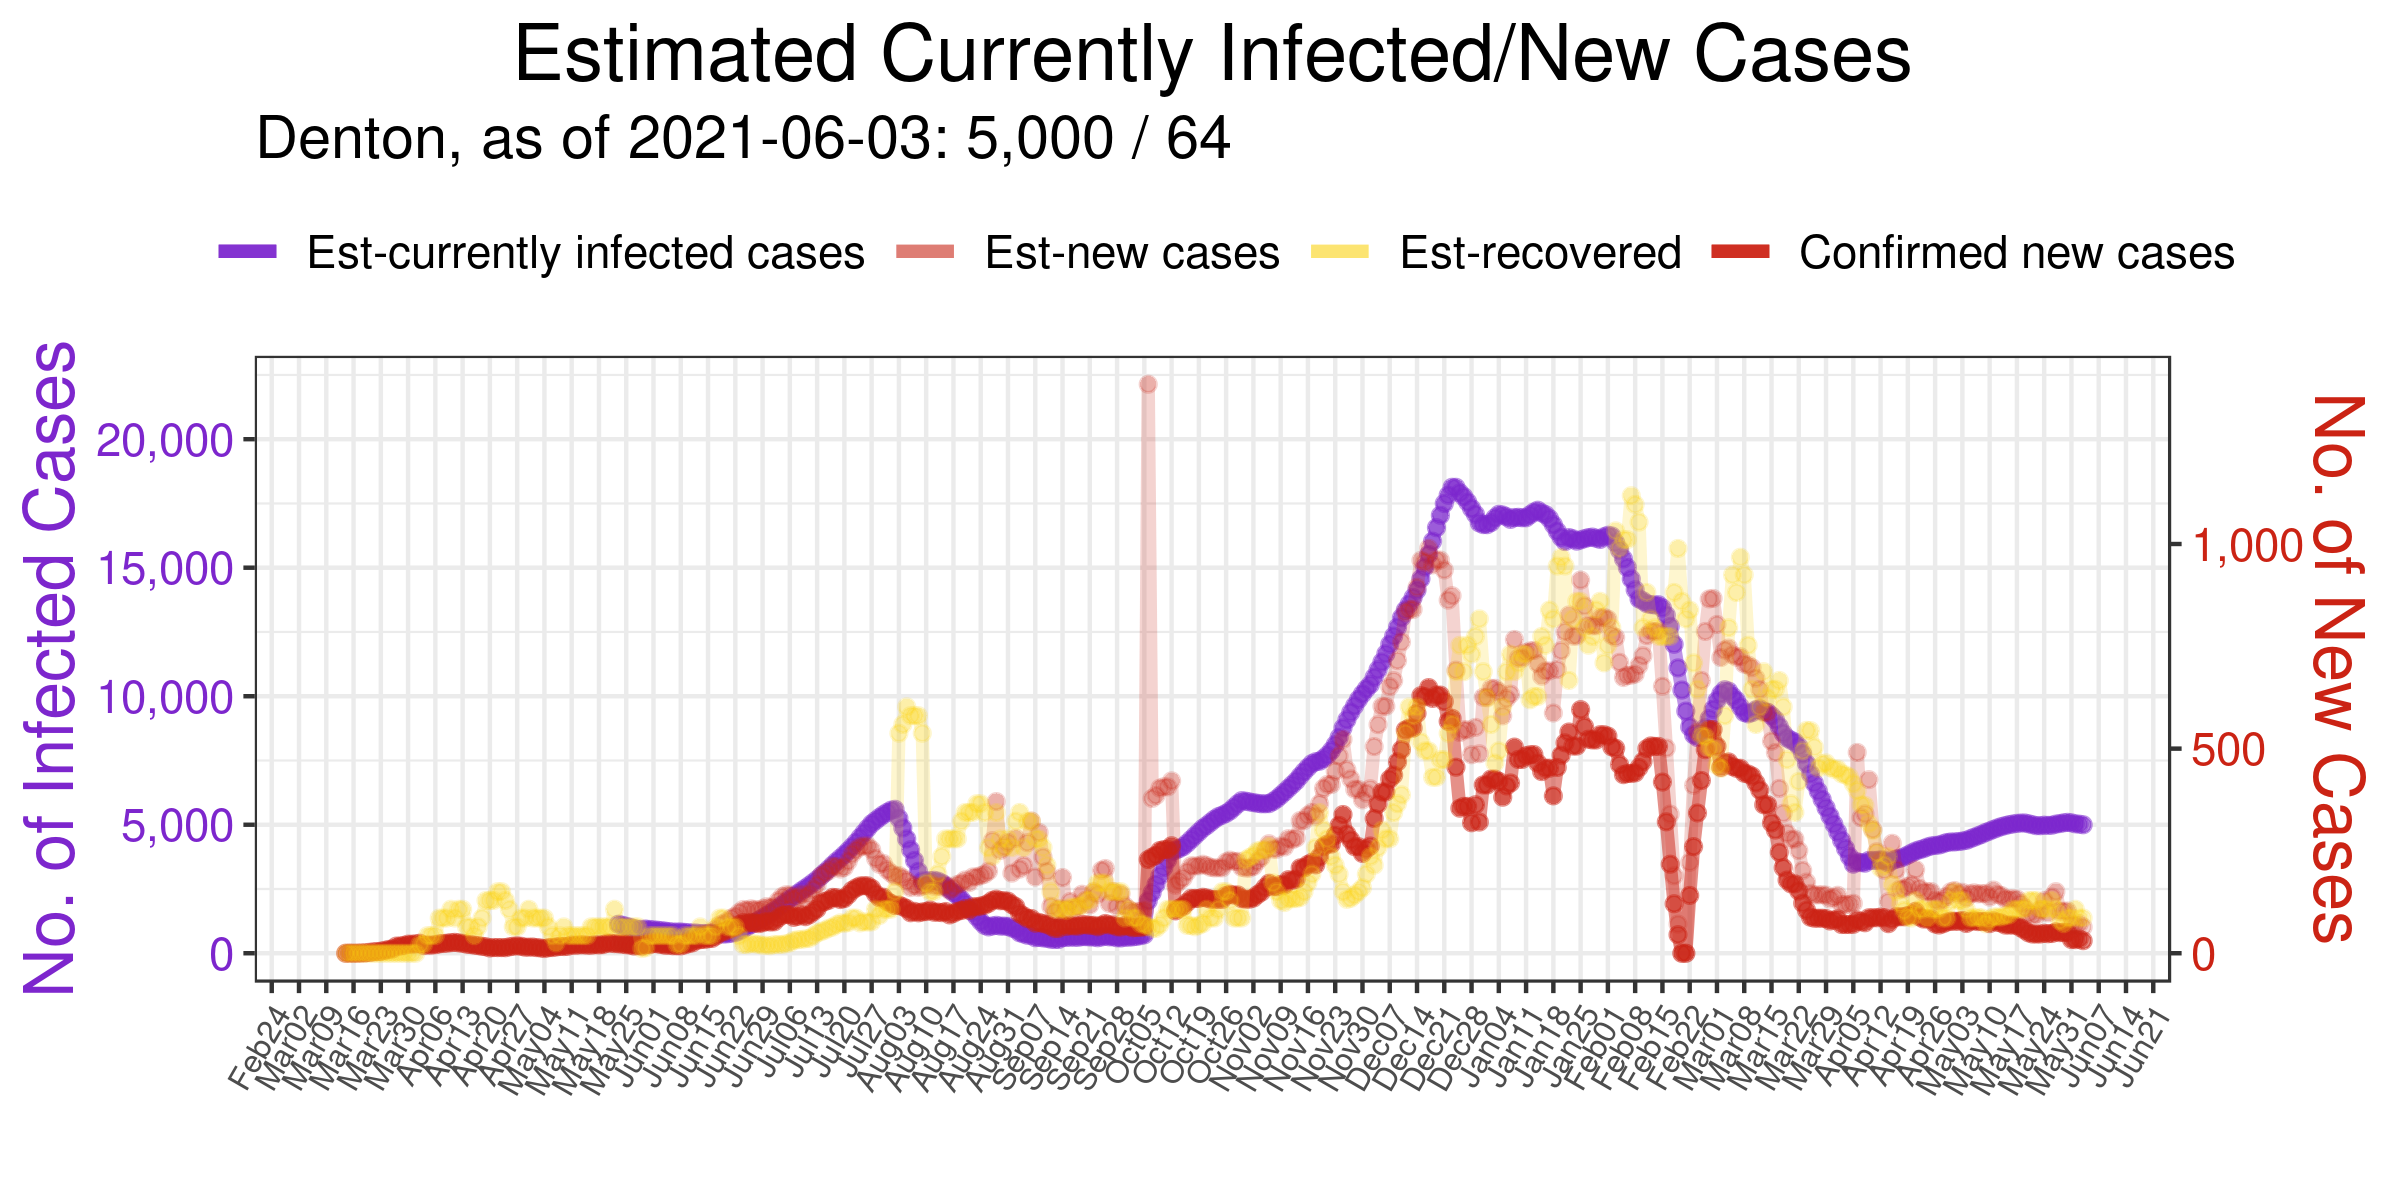 Estimated Currently Infected/New Cases
Denton, as of 2021-06-03: 5,000 / 64
Est-currently infected cases Est-new cases Est-recovered Confirmed new cases
No. of Infected Cases
20,000
15,000
10,000
5,000
0
1,000
500
0
No. of New Cases
Feb24 Mar02 Mar09 Mar16 Mar23 Mar30 Apr06 Apr13 Apr20 Apr27 May04 May11 May18 May25 Jun01 Jun08 Jun15 Jun22 Jun29 Jul06 Jul13 Jul20 Jul27 Aug03 Aug10 Aug17 Aug24 Aug31 Sep07 Sep14 Sep21 Sep28 Oct05 Oct12 Oct19 Oct26 Nov02 Nov09 Nov16 Nov23 Nov30 Dec07 Dec14 Dec21 Dec28 Jan04 Jan11 Jan18 Jan25 Feb01 Feb08 Feb15 Feb22 Mar01 Mar08 Mar15 Mar22 Mar29 Apr05 Apr12 Apr19 Apr26 May03 May10 May17 May24 May31 Jun07 Jun14 Jun21